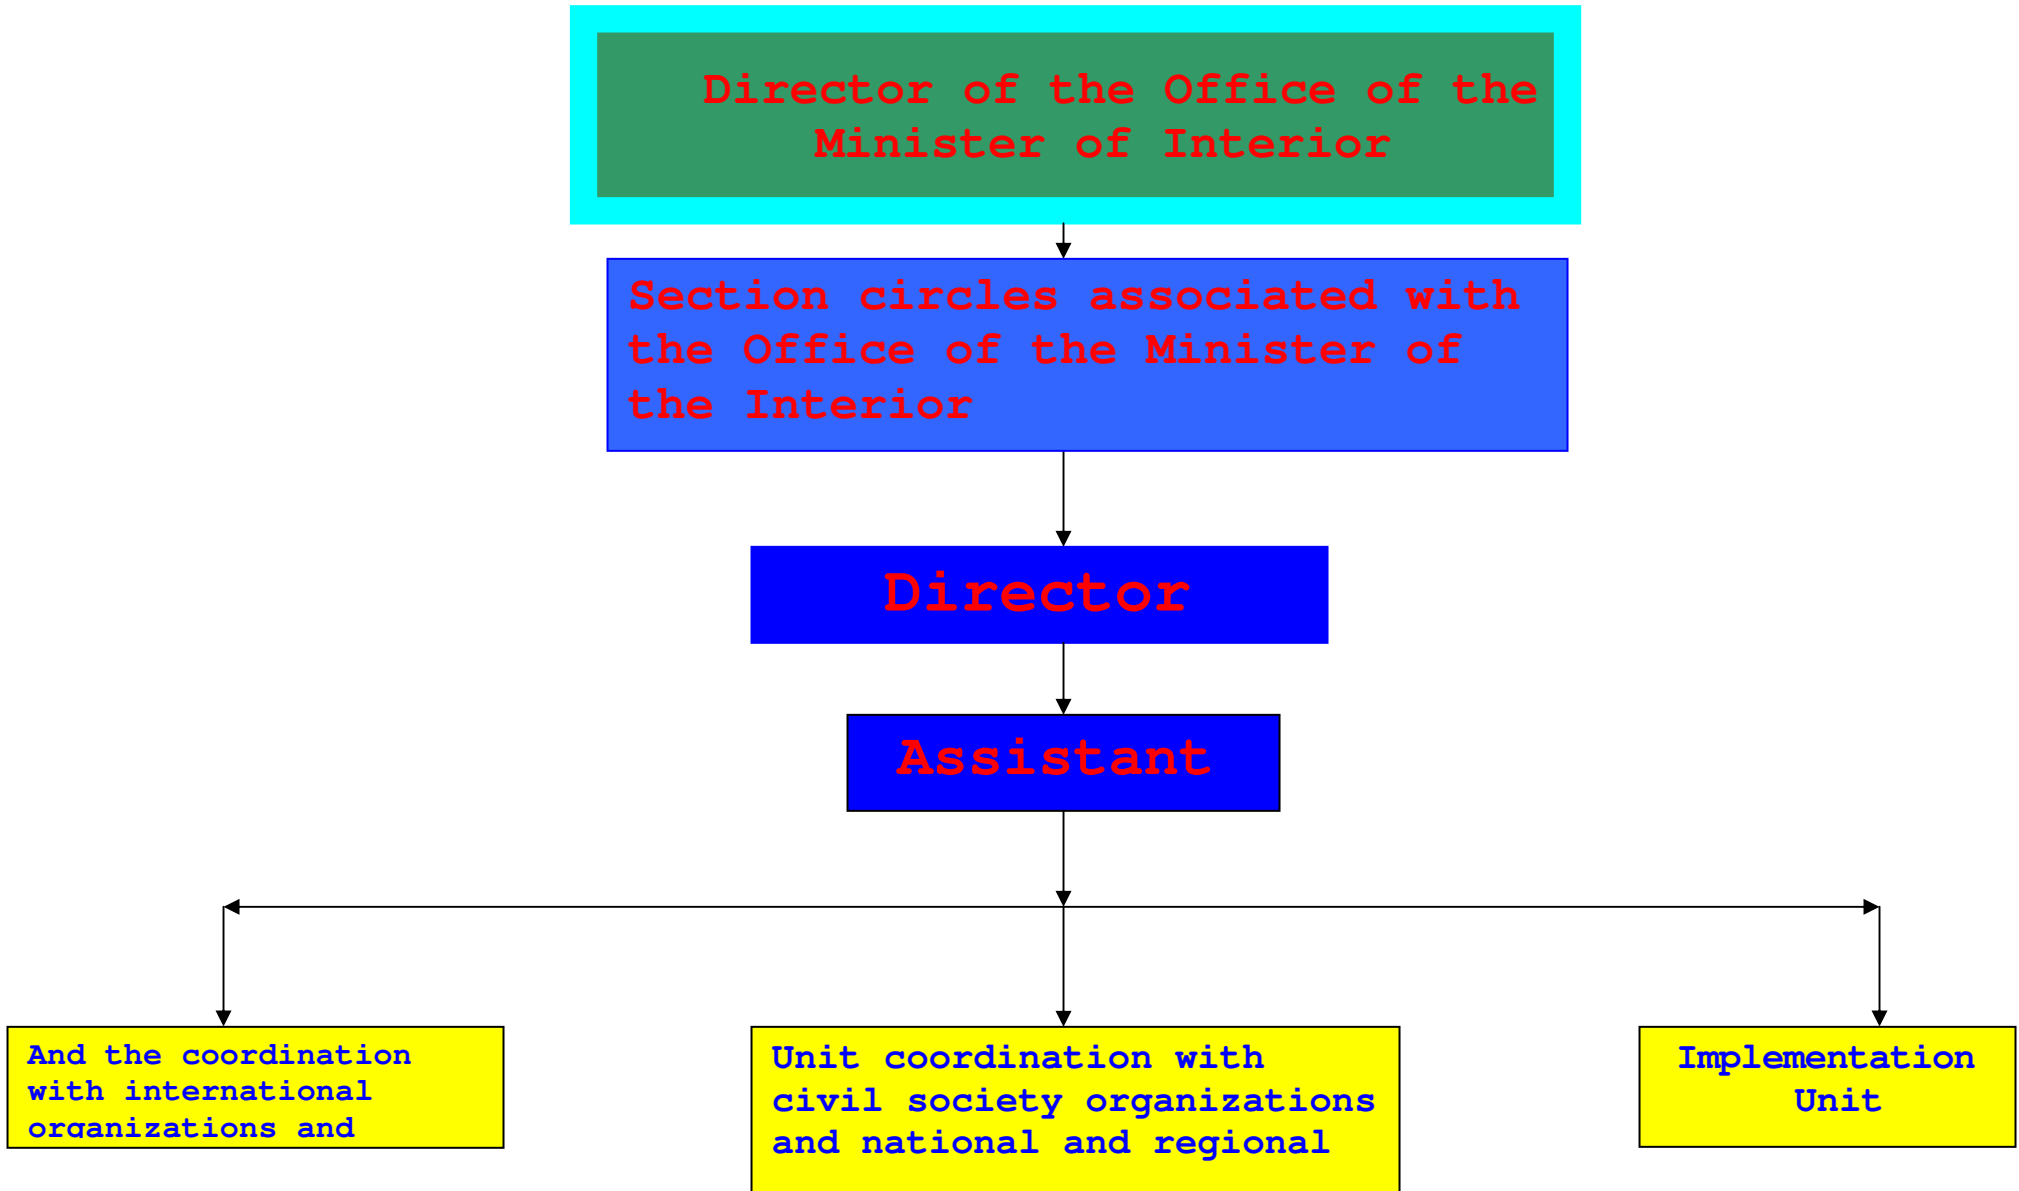 Director of the Office of the
Minister of Interior
Section circles associated with
the Office of the Minister of
the Interior
Director
Assistant
And the coordination
with international
organizations and
Unit coordination with
civil society organizations
and national and regional
Implementation
Unit